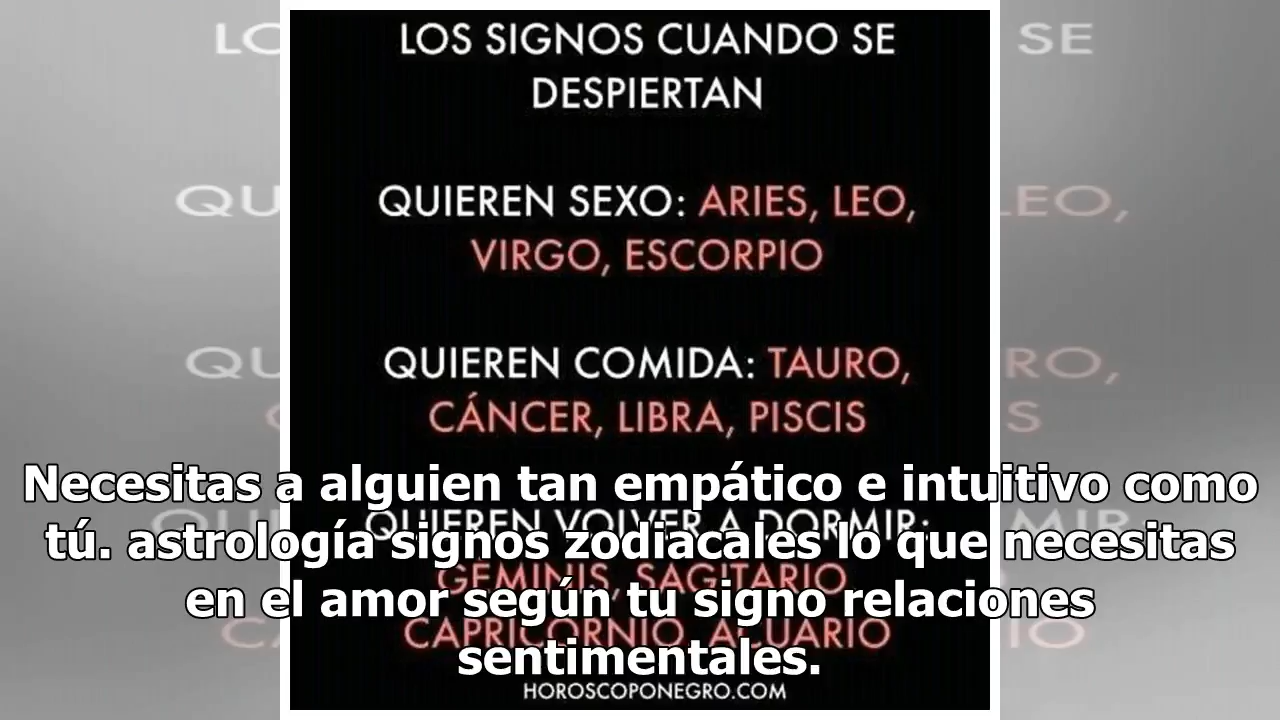 LOS SIGNOS CUANDO SE
DESPIERTAN
QUIEREN SEXO: ARIES, LEO,
VIRGO, ESCORPIO
QUIEREN COMIDA: TAURO,
CÁNCER, LIBRA, PISCIS
Necesitas a alguien tan empático e intuitivo como
QUIEREN VOLVER A DORMIR:
tú. astrología signos zodiacales lo que necesitas
GÉMINIS, SAGITARIO
en el amor según tu signo relaciones
CAPRICORNIO, ACUARIO
sentimentales.
HOROSCOPONEGRO.COM